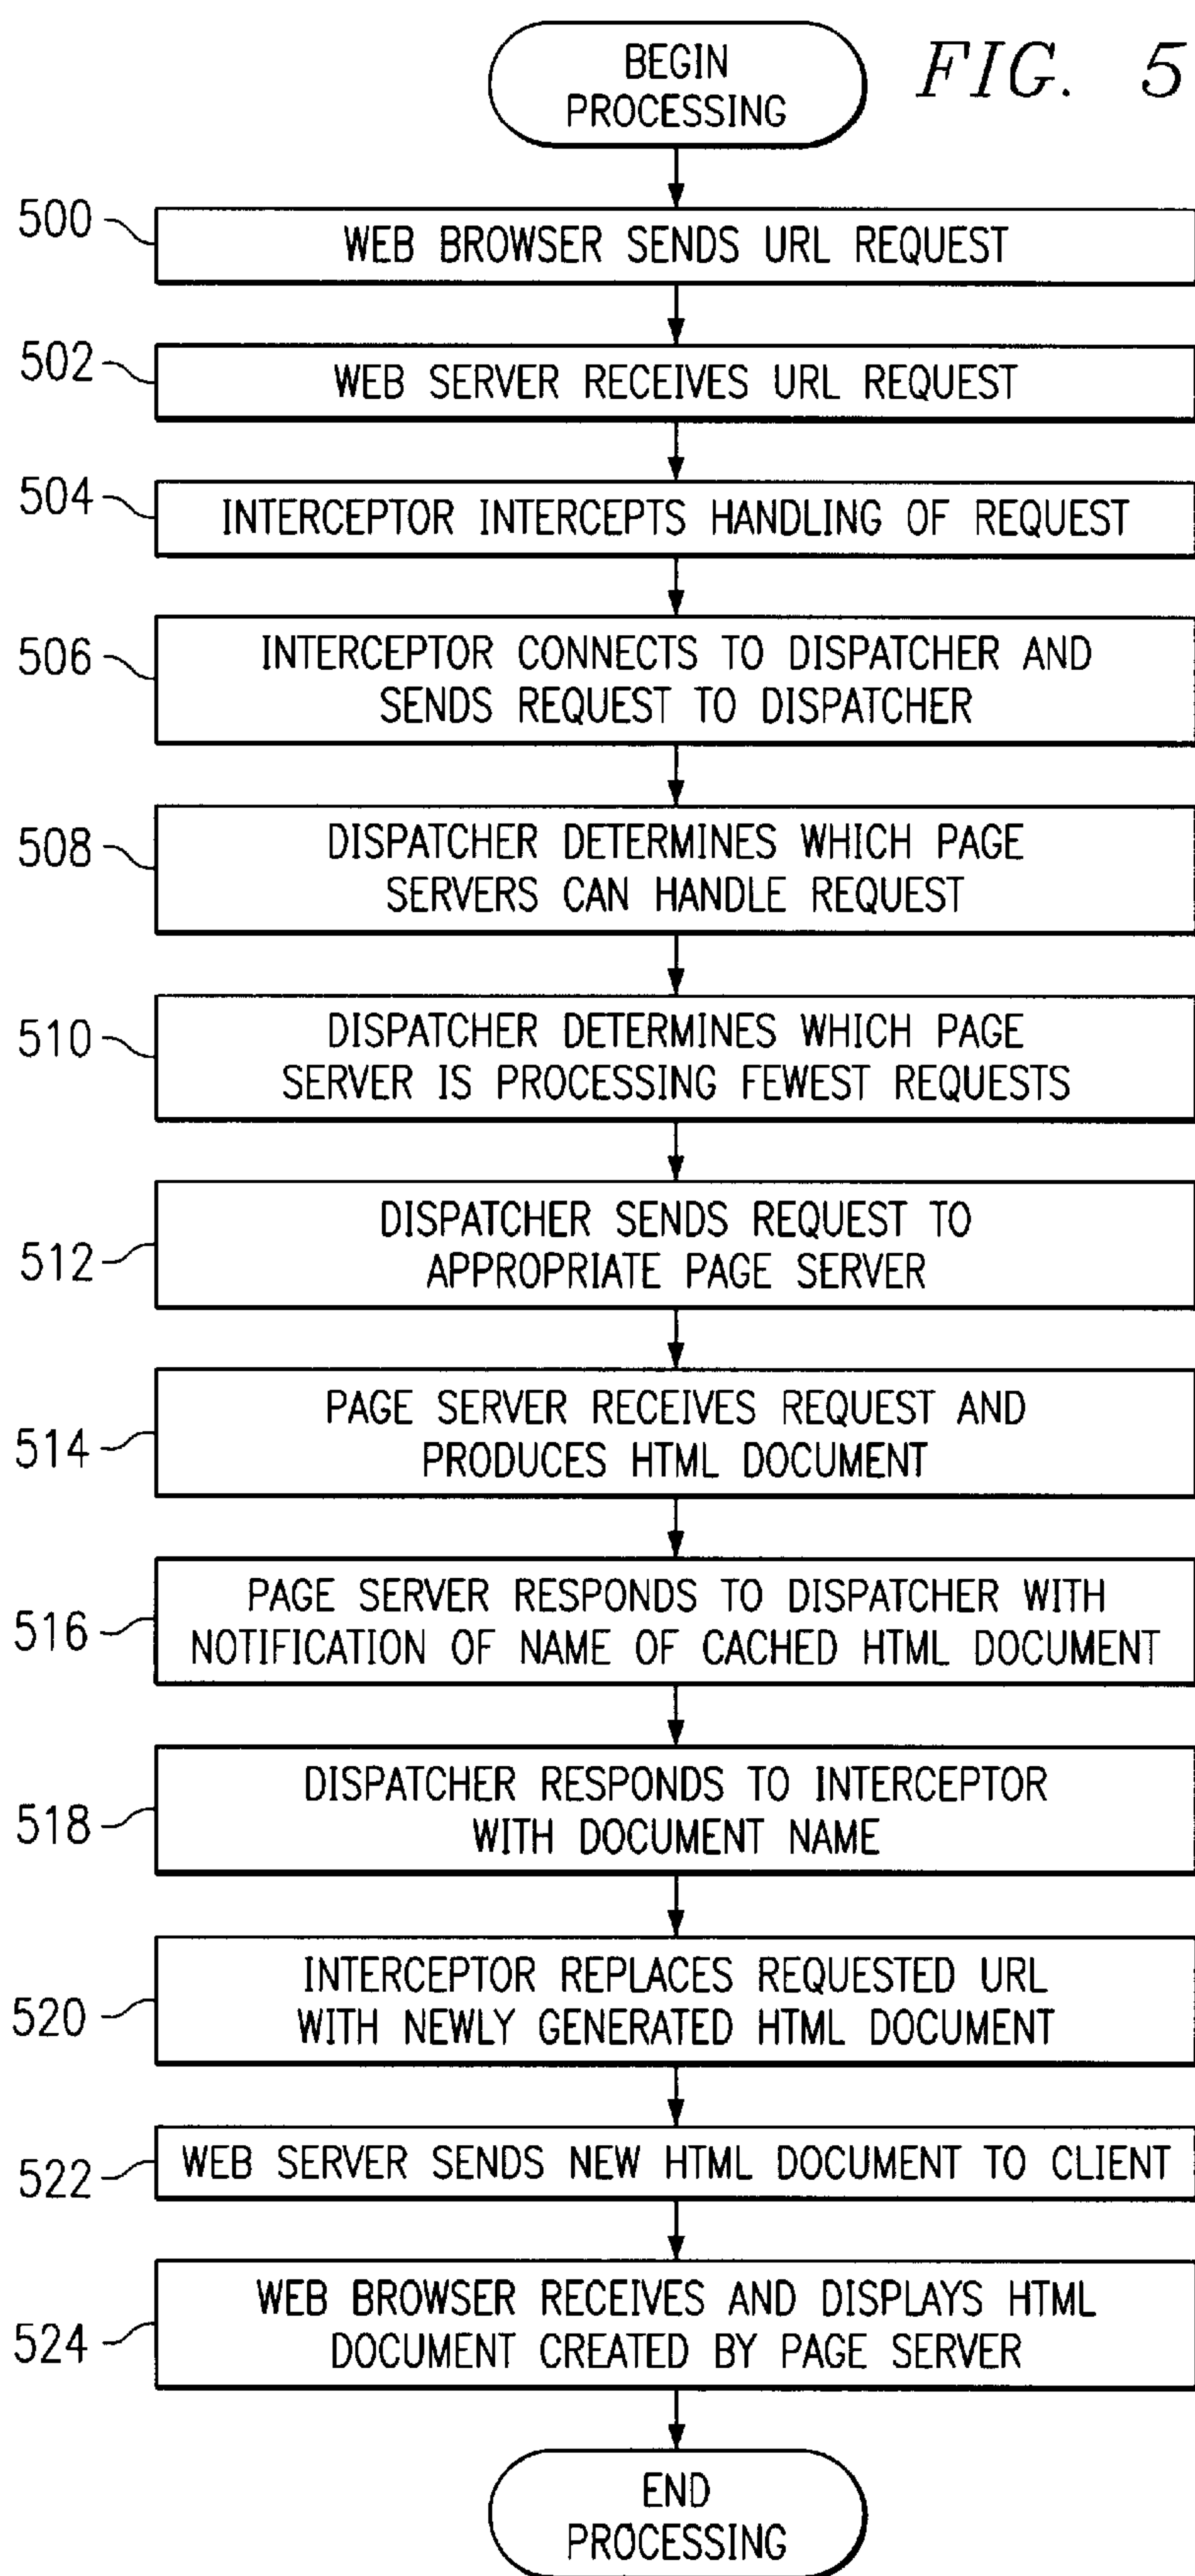 BEGIN
PROCESSING
FIG. 5
500
WEB BROWSER SENDS URL REQUEST
502
WEB SERVER RECEIVES URL REQUEST
504
INTERCEPTOR INTERCEPTS HANDLING OF REQUEST
506
INTERCEPTOR CONNECTS TO DISPATCHER AND
SENDS REQUEST TO DISPATCHER
508
DISPATCHER DETERMINES WHICH PAGE
SERVERS CAN HANDLE REQUEST
510
DISPATCHER DETERMINES WHICH PAGE
SERVER IS PROCESSING FEWEST REQUESTS
512
DISPATCHER SENDS REQUEST TO
APPROPRIATE PAGE SERVER
514
PAGE SERVER RECEIVES REQUEST AND
PRODUCES HTML DOCUMENT
516
PAGE SERVER RESPONDS TO DISPATCHER WITH
NOTIFICATION OF NAME OF CACHED HTML DOCUMENT
518
DISPATCHER RESPONDS TO INTERCEPTOR
WITH DOCUMENT NAME
520
INTERCEPTOR REPLACES REQUESTED URL
WITH NEWLY GENERATED HTML DOCUMENT
522
WEB SERVER SENDS NEW HTML DOCUMENT TO CLIENT
524
WEB BROWSER RECEIVES AND DISPLAYS HTML
DOCUMENT CREATED BY PAGE SERVER
END
PROCESSING